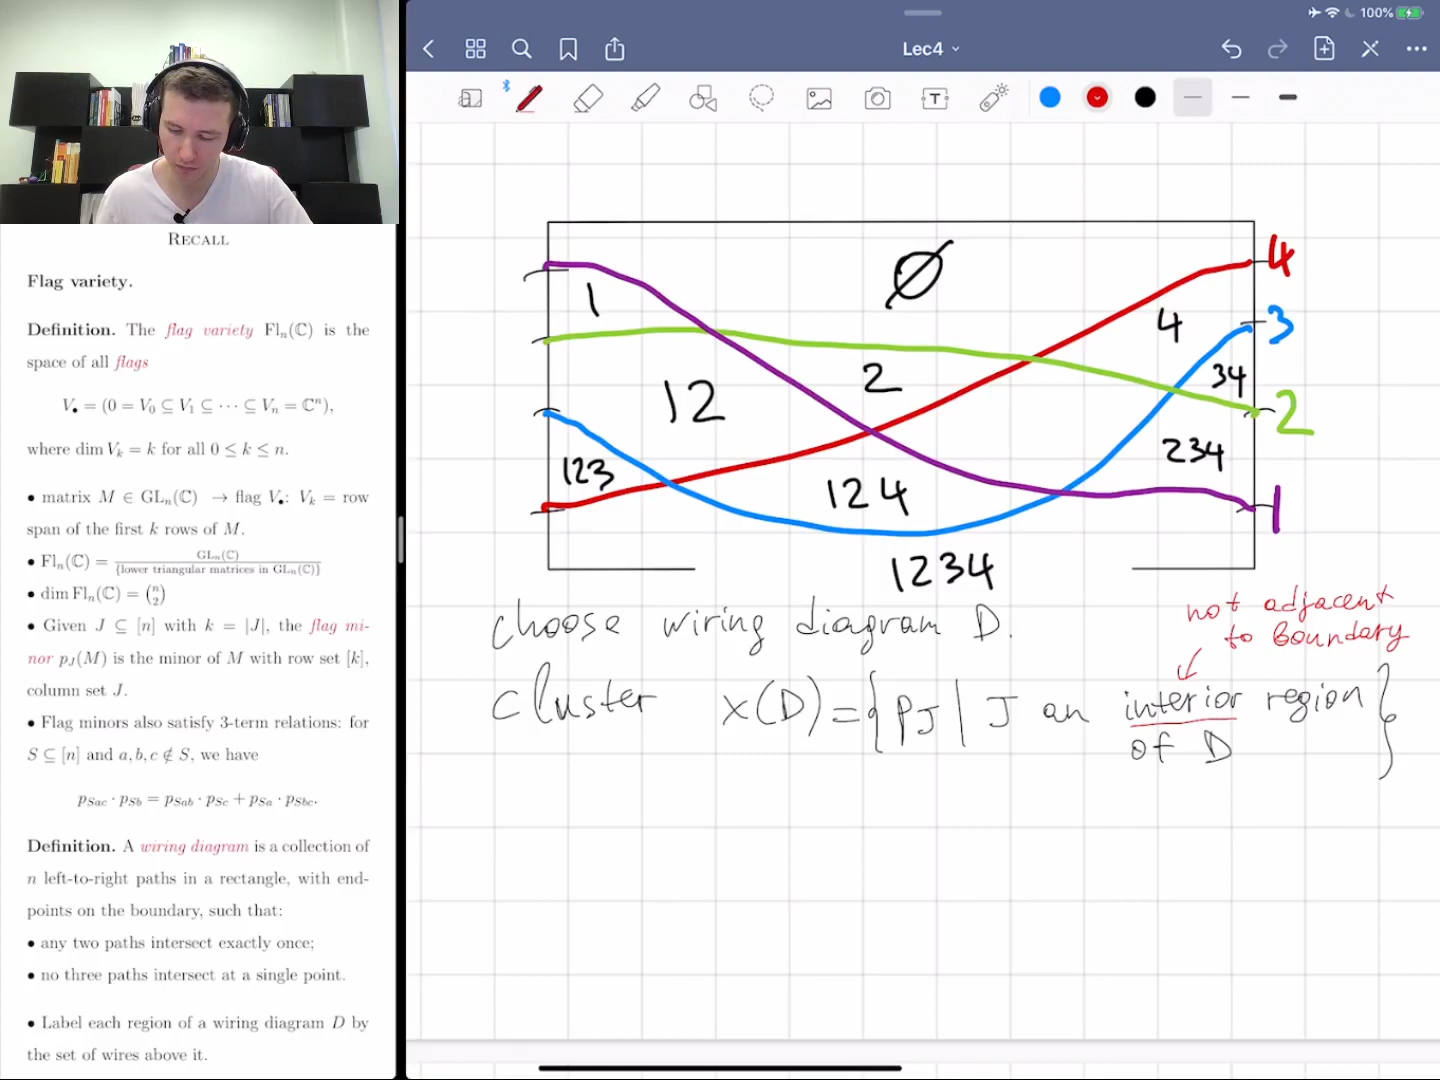 100%
Lec4
RECALL
Flag variety.
Definition. The flag variety Fl_n(ℂ) is the
space of all flags
V_• = (0 = V_0 ⊆ V_1 ⊆ ⋯ ⊆ V_n = ℂ^n),
where dim V_k = k for all 0 ≤ k ≤ n.
• matrix M ∈ GL_n(ℂ) → flag V_•: V_k = row
span of the first k rows of M.
• Fl_n(ℂ) = GL_n(ℂ) / {lower triangular matrices in GL_n(ℂ)}
• dim Fl_n(ℂ) = (n 2)
• Given J ⊆ [n] with k = |J|, the flag mi-
nor p_J(M) is the minor of M with row set [k],
column set J.
• Flag minors also satisfy 3-term relations: for
S ⊆ [n] and a, b, c ∉ S, we have
p_{Sac} · p_{Sb} = p_{Sab} · p_{Sc} + p_{Sa} · p_{Sbc}.
Definition. A wiring diagram is a collection of
n left-to-right paths in a rectangle, with end-
points on the boundary, such that:
• any two paths intersect exactly once;
• no three paths intersect at a single point.
• Label each region of a wiring diagram D by
the set of wires above it.
T
∅
4
1
4
3
2
34
12
2
234
123
124
1
1234
choose wiring diagram D.
not adjacent
to boundary
cluster x(D) = { p_J | J an interior region
of D }